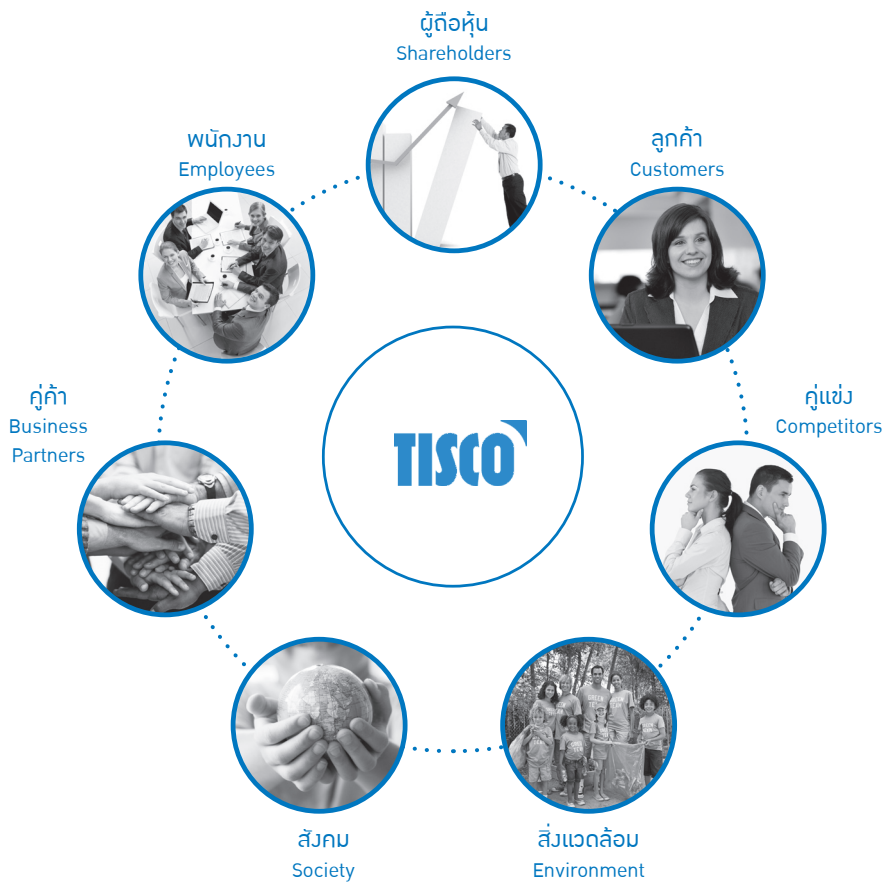 ผู้ถือหุ้น
Shareholders
พนักงาน
Employees
ลูกค้า
Customers
คู่ค้า
Business
Partners
TISCO
คู่แข่ง
Competitors
สังคม
Society
สิ่งแวดล้อม
Environment